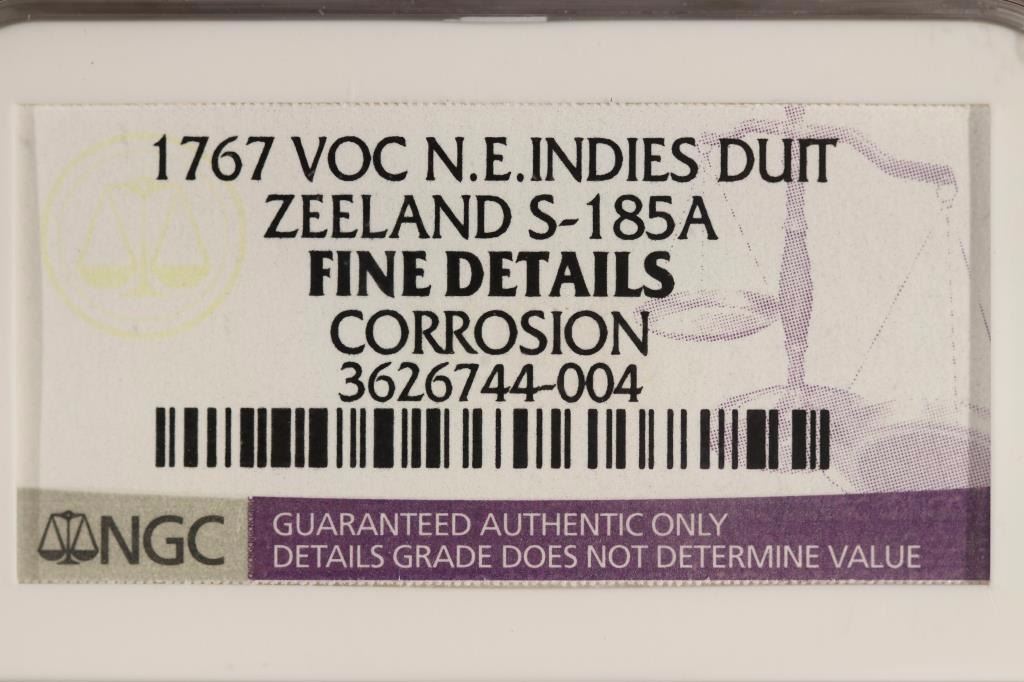 1767 VOC N.E.INDIES DUIT
ZEELAND S-185A
FINE DETAILS
CORROSION
3626744-004
NGC
GUARANTEED AUTHENTIC ONLY
DETAILS GRADE DOES NOT DETERMINE VALUE